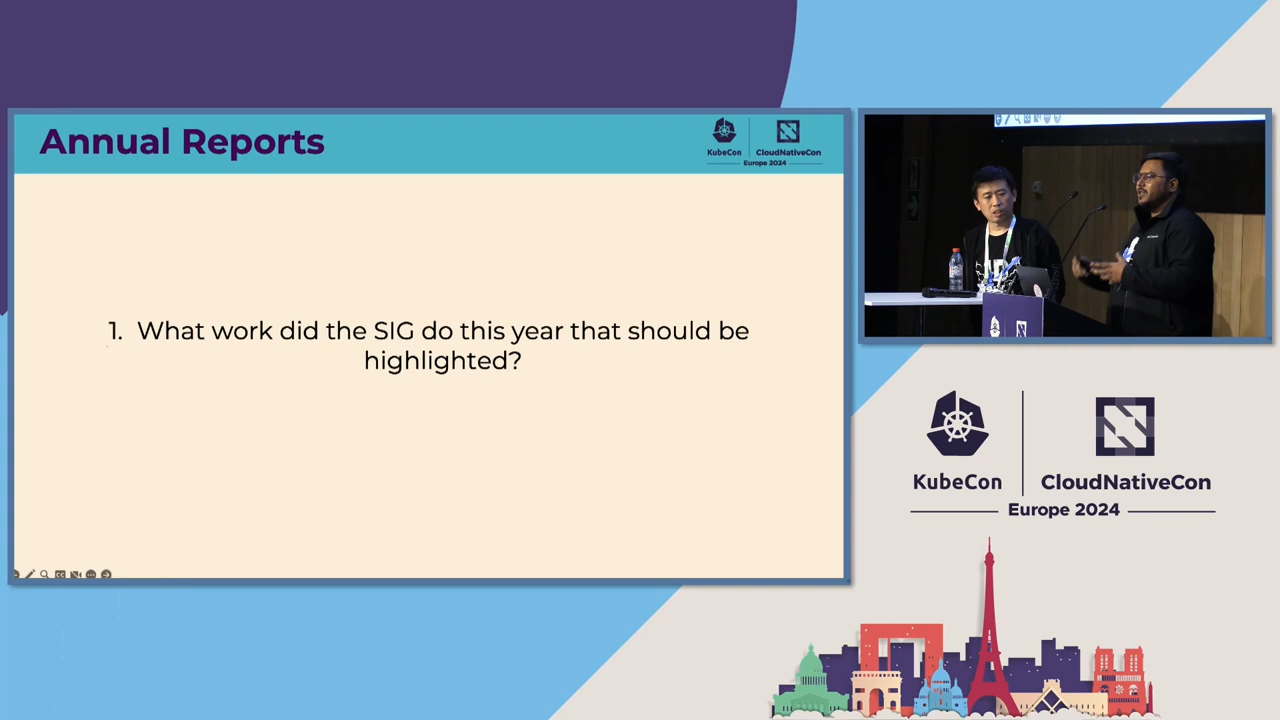 Annual Reports
KubeCon
CloudNativeCon
Europe 2024
1. What work did the SIG do this year that should be
highlighted?
KubeCon
CloudNativeCon
Europe 2024